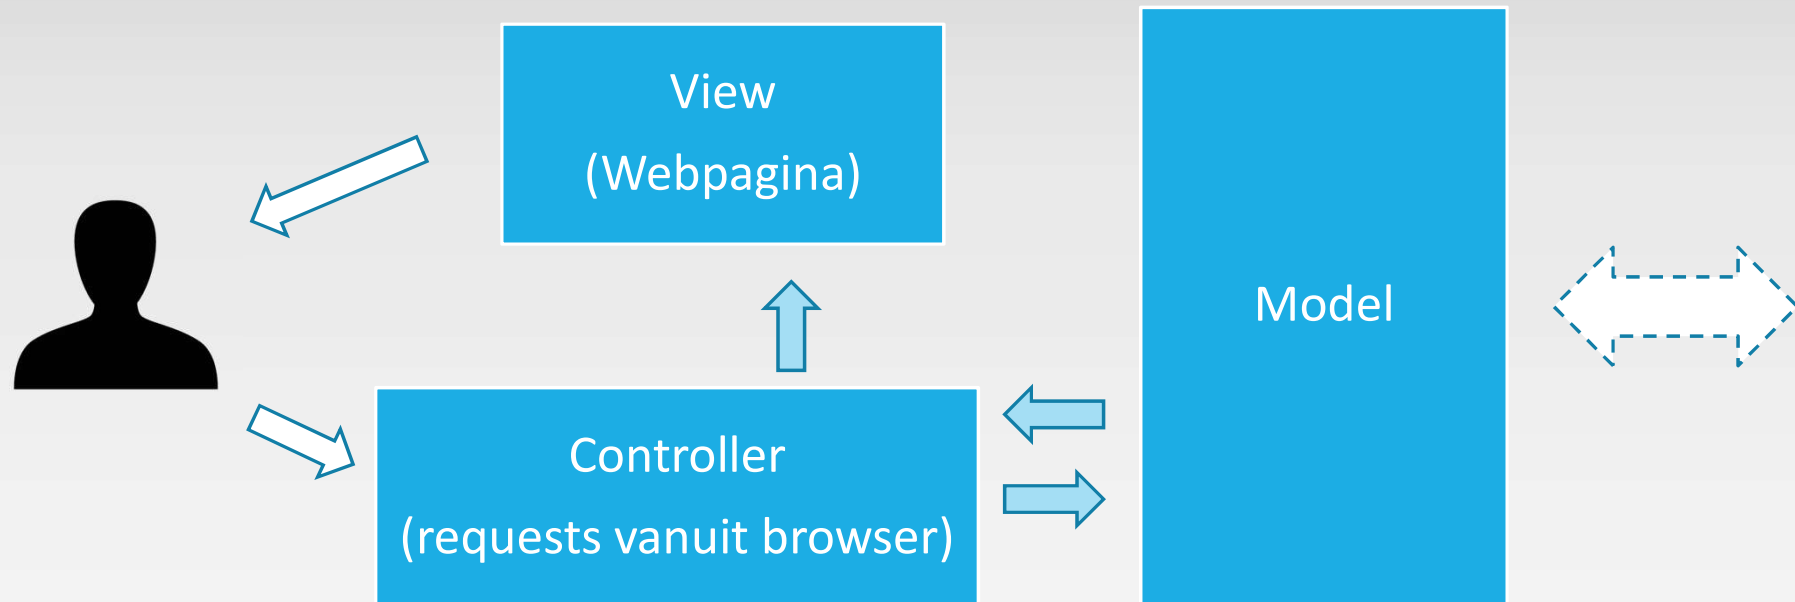 View
(Webpagina)
Model
Controller
(requests vanuit browser)